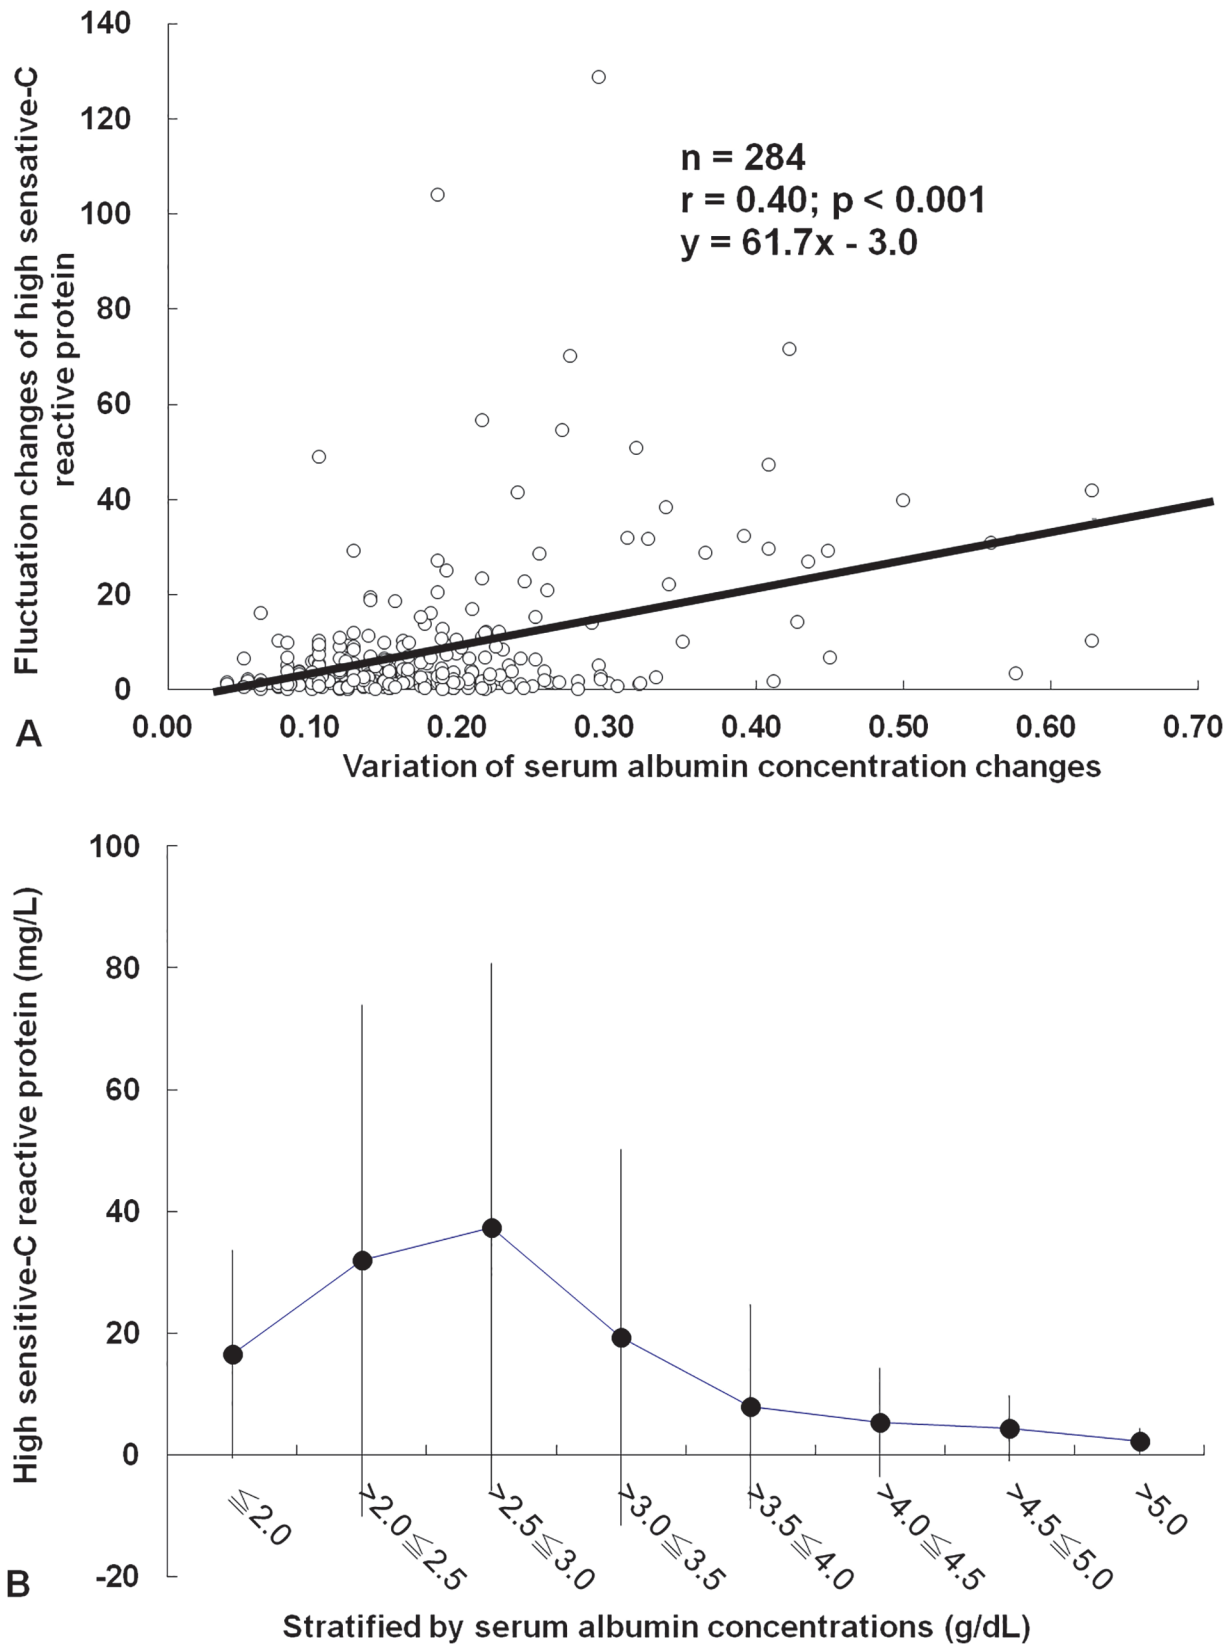 140
120
100
80
60
40
20
0
Fluctuation changes of high sensative-C
reactive protein
n = 284
r = 0.40; p < 0.001
y = 61.7x - 3.0
0.00 0.10 0.20 0.30 0.40 0.50 0.60 0.70
A
Variation of serum albumin concentration changes
100
80
60
40
20
0
-20
High sensitive-C reactive protein (mg/L)
≦2.0
>2.0≦2.5
>2.5≦3.0
>3.0≦3.5
>3.5≦4.0
>4.0≦4.5
>4.5≦5.0
>5.0
B
Stratified by serum albumin concentrations (g/dL)